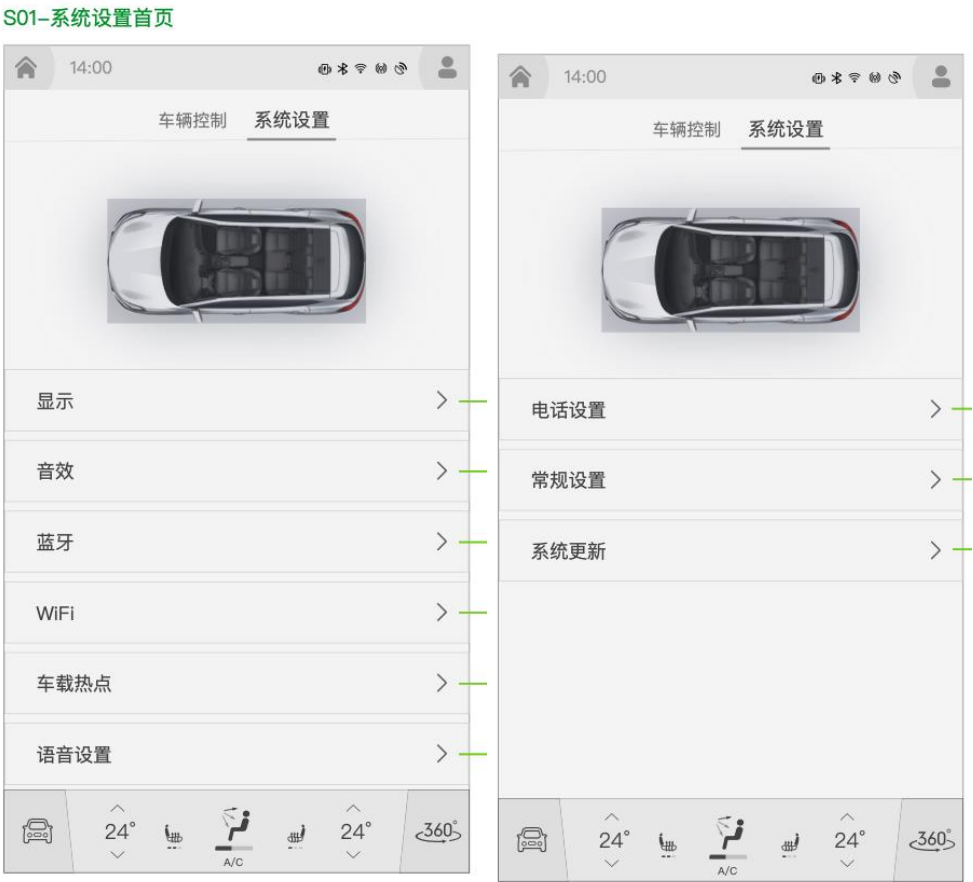 S01-系统设置首页
14:00
车辆控制 系统设置
显示
音效
蓝牙
WiFi
车载热点
语音设置
24°
A/C
24°
360°
14:00
车辆控制 系统设置
电话设置
常规设置
系统更新
24°
A/C
24°
360°